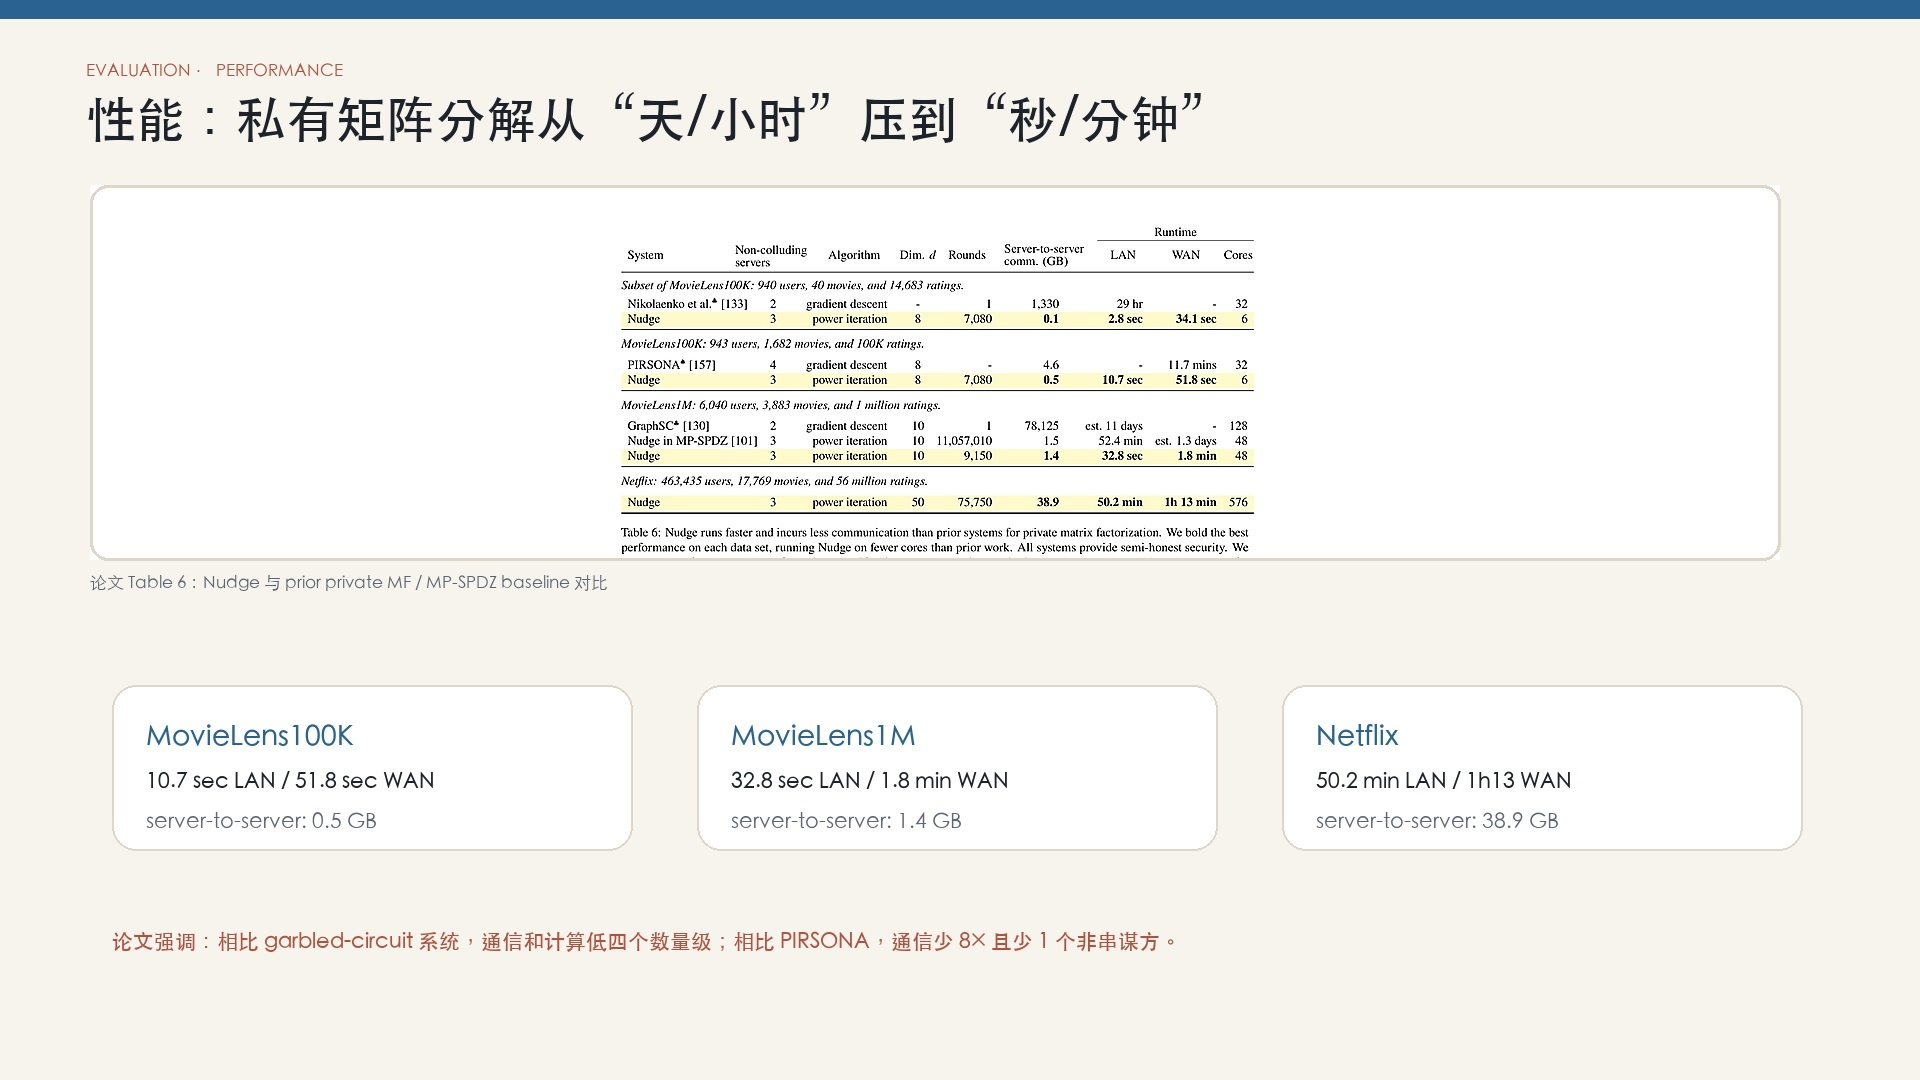 EVALUATION · PERFORMANCE
性能：私有矩阵分解从“天/小时”压到“秒/分钟”
Runtime
System Non-colluding servers Algorithm Dim. d Rounds Server-to-server comm. (GB) LAN WAN Cores
Subset of MovieLens100K: 940 users, 40 movies, and 14,683 ratings.
Nikolaenko et al.♣ [133] 2 gradient descent - 1 1,330 29 hr - 32
Nudge 3 power iteration 8 7,080 0.1 2.8 sec 34.1 sec 6
MovieLens100K: 943 users, 1,682 movies, and 100K ratings.
PIRSONA♣ [157] 4 gradient descent 8 - 4.6 - 11.7 mins 32
Nudge 3 power iteration 8 7,080 0.5 10.7 sec 51.8 sec 6
MovieLens1M: 6,040 users, 3,883 movies, and 1 million ratings.
GraphSC♣ [130] 2 gradient descent 10 1 78,125 est. 11 days - 128
Nudge in MP-SPDZ [101] 3 power iteration 10 11,057,010 1.5 52.4 min est. 1.3 days 48
Nudge 3 power iteration 10 9,150 1.4 32.8 sec 1.8 min 48
Netflix: 463,435 users, 17,769 movies, and 56 million ratings.
Nudge 3 power iteration 50 75,750 38.9 50.2 min 1h 13 min 576
Table 6: Nudge runs faster and incurs less communication than prior systems for private matrix factorization. We bold the best
performance on each data set, running Nudge on fewer cores than prior work. All systems provide semi-honest security. We
论文 Table 6：Nudge 与 prior private MF / MP-SPDZ baseline 对比
MovieLens100K
10.7 sec LAN / 51.8 sec WAN
server-to-server: 0.5 GB
MovieLens1M
32.8 sec LAN / 1.8 min WAN
server-to-server: 1.4 GB
Netflix
50.2 min LAN / 1h13 WAN
server-to-server: 38.9 GB
论文强调：相比 garbled-circuit 系统，通信和计算低四个数量级；相比 PIRSONA，通信少 8× 且少 1 个非串谋方。